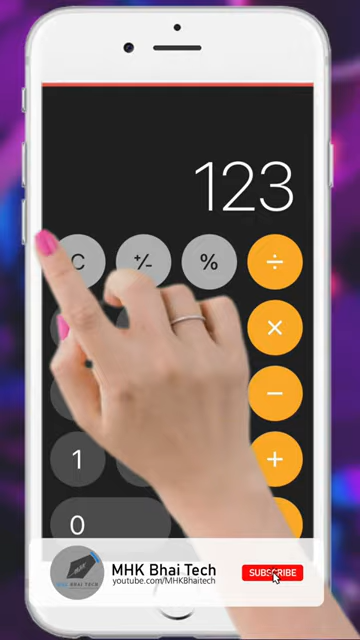 123
C +/- % ÷
×
−
1 +
0
MHK Bhai Tech
youtube.com/MHKBhaitech
SUBSCRIBE